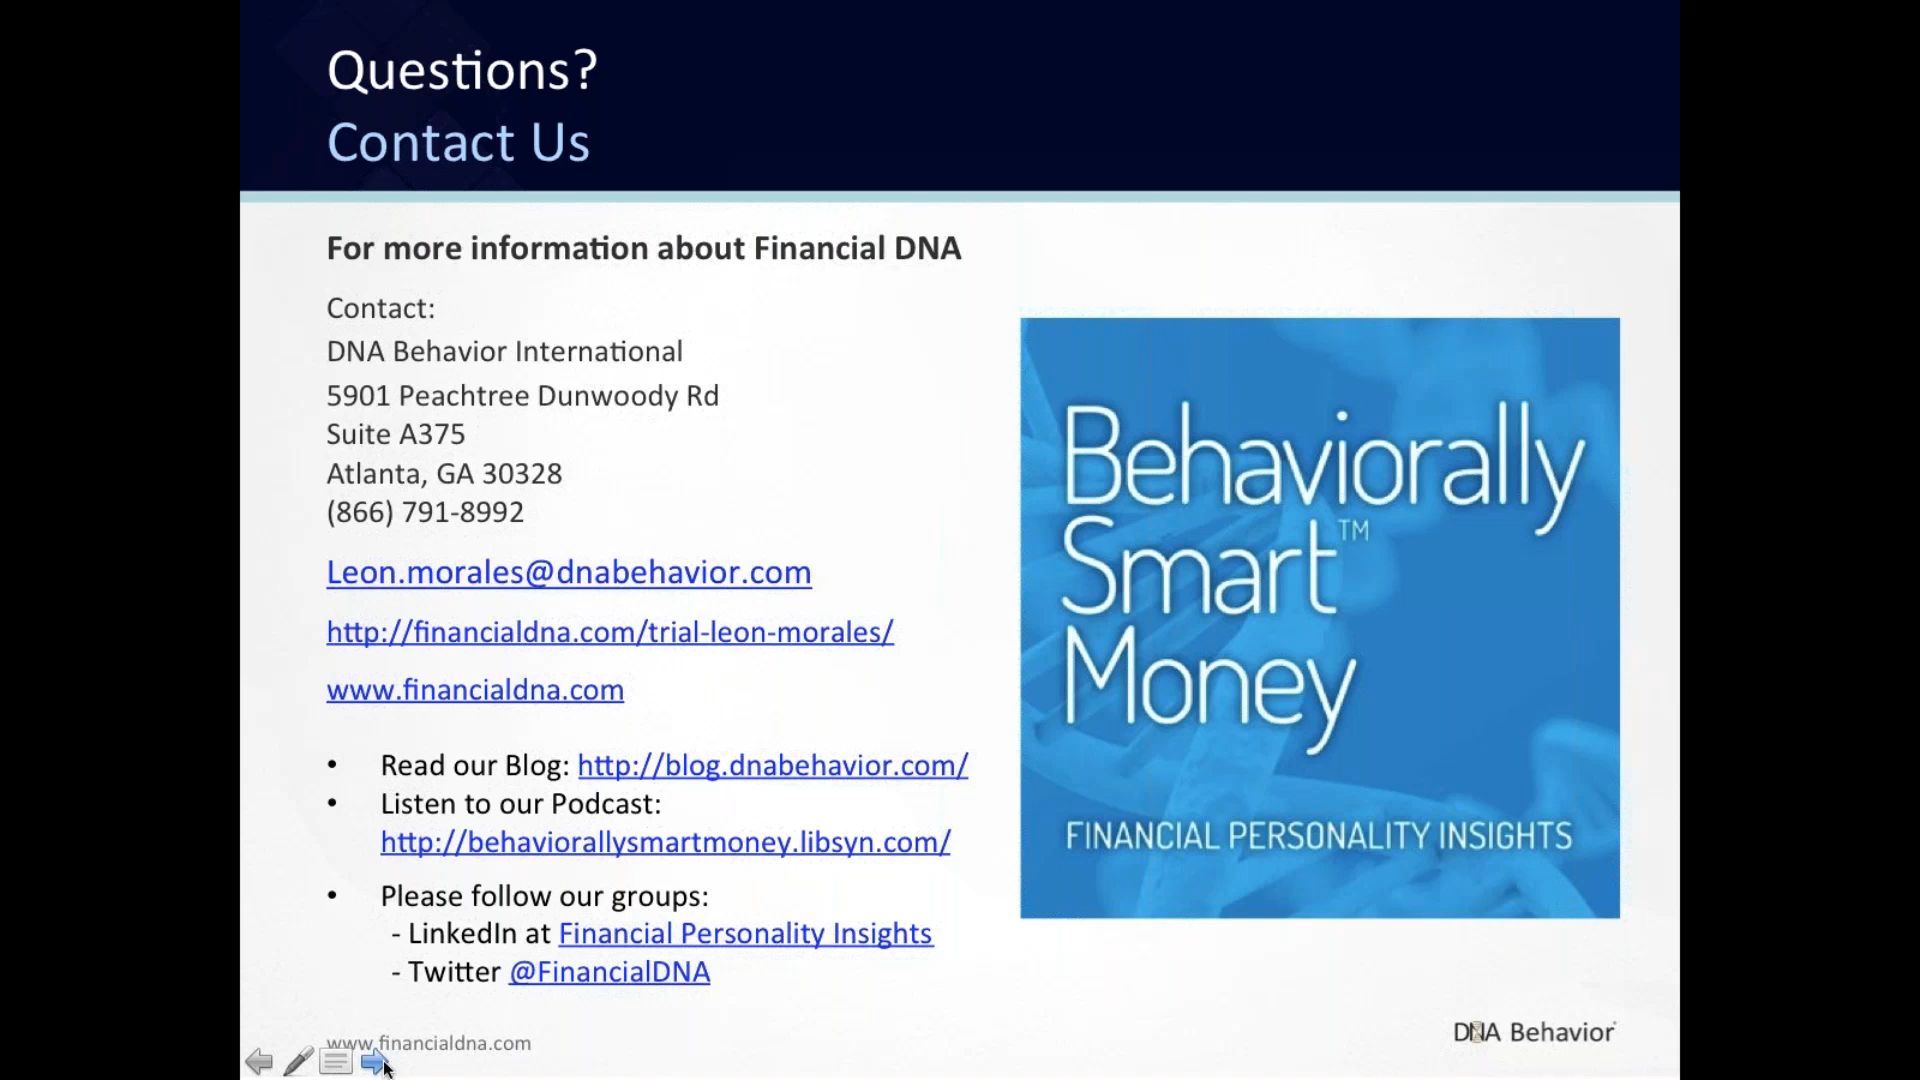 Questions?
Contact Us
For more information about Financial DNA
Contact:
DNA Behavior International
5901 Peachtree Dunwoody Rd
Suite A375
Atlanta, GA 30328
(866) 791-8992
Leon.morales@dnabehavior.com
http://financialdna.com/trial-leon-morales/
www.financialdna.com
• Read our Blog: http://blog.dnabehavior.com/
• Listen to our Podcast:
http://behaviorallysmartmoney.libsyn.com/
• Please follow our groups:
- LinkedIn at Financial Personality Insights
- Twitter @FinancialDNA
Behaviorally
Smart™
Money
FINANCIAL PERSONALITY INSIGHTS
www.financialdna.com
DNA Behavior